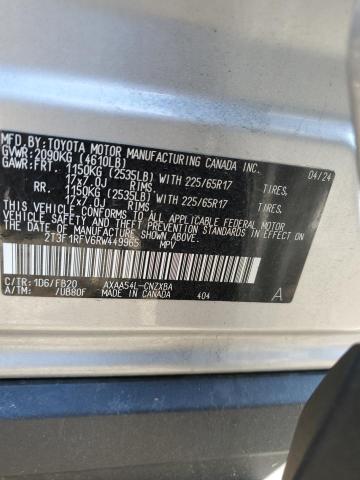 MFD BY:TOYOTA MOTOR MANUFACTURING CANADA INC.
GVWR:2090KG (4610LB) 04/24
GAWR:FRT. 1150KG (2535LB) WITH 225/65R17 TIRES,
17x7.0J RIMS,
RR. 1150KG (2535LB) WITH 225/65R17 TIRES,
17x7.0J RIMS,
THIS VEHICLE CONFORMS TO ALL APPLICABLE FEDERAL MOTOR
VEHICLE SAFETY STANDARDS IN EFFECT ON
THE DATE OF MANUFACTURE SHOWN ABOVE.
2T3F1RFV6RW449965 MPV
C/TR:1D6/FB20 AXAA54L-CNZXBA
A/TM: /UB80F MADE IN CANADA 404 A